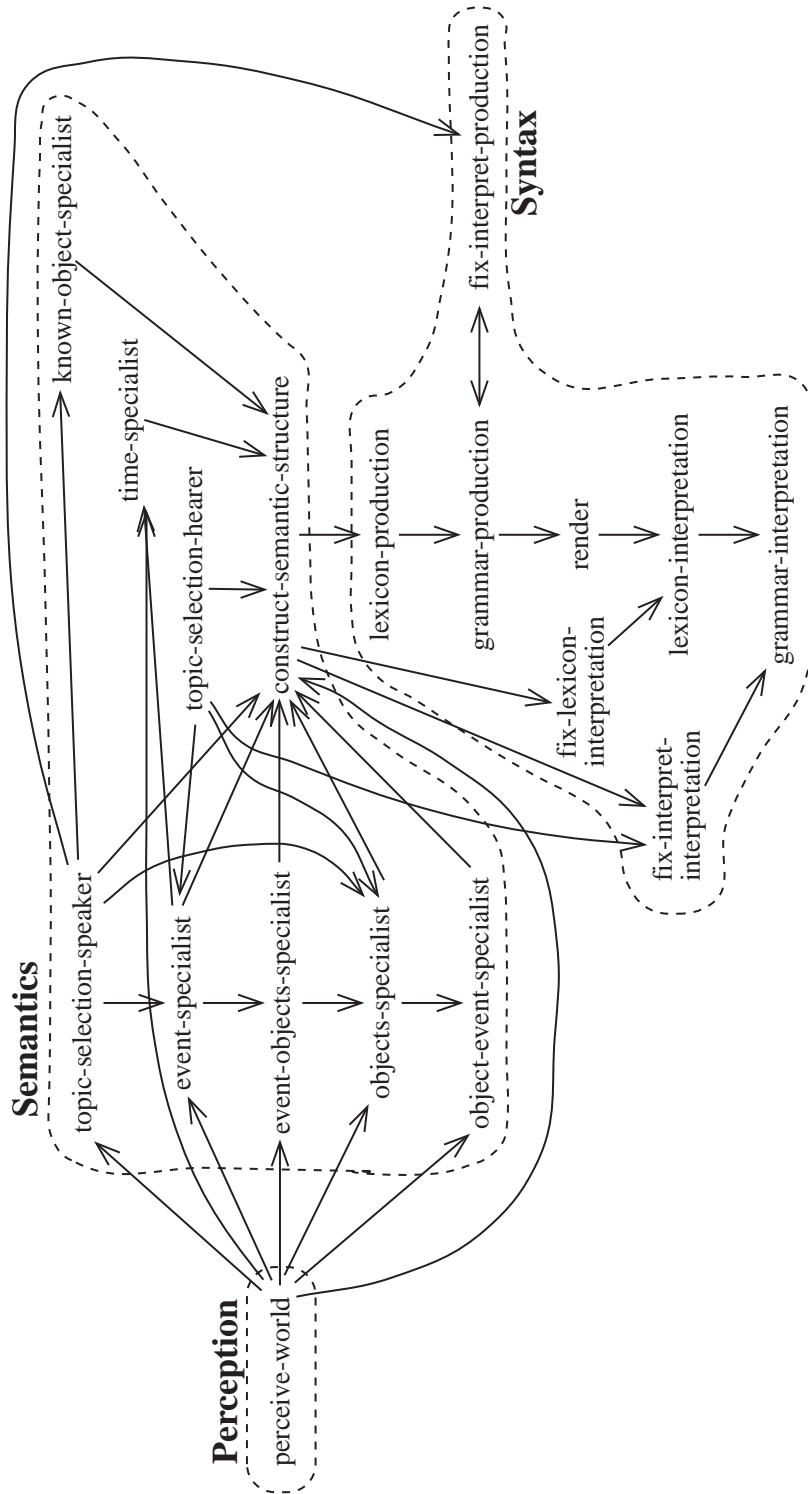 Perception
perceive-world
Semantics
topic-selection-speaker
event-specialist
event-objects-specialist
objects-specialist
object-event-specialist
known-object-specialist
time-specialist
topic-selection-hearer
construct-semantic-structure
Syntax
lexicon-production
grammar-production
fix-interpret-production
render
fix-lexicon-
interpretation
lexicon-interpretation
fix-interpret-
interpretation
grammar-interpretation